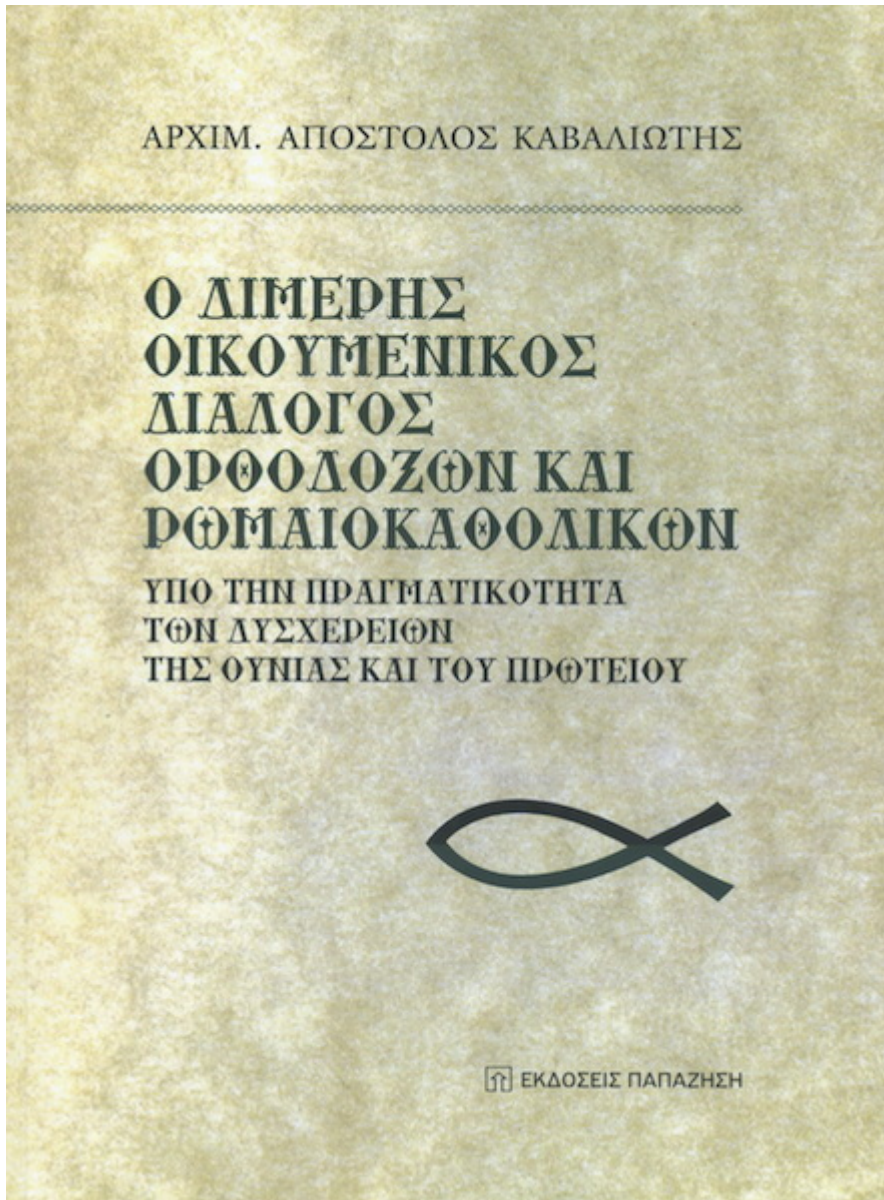 ΑΡΧΙΜ. ΑΠΟΣΤΟΛΟΣ ΚΑΒΑΛΙΩΤΗΣ
Ο ΔΙΜΕΡΗΣ
ΟΙΚΟΥΜΕΝΙΚΟΣ
ΔΙΑΛΟΓΟΣ
ΟΡΘΟΔΟΞΩΝ ΚΑΙ
ΡΩΜΑΙΟΚΑΘΟΛΙΚΩΝ
ΥΠΟ ΤΗΝ ΠΡΑΓΜΑΤΙΚΟΤΗΤΑ
ΤΩΝ ΔΥΣΧΕΡΕΙΩΝ
ΤΗΣ ΟΥΝΙΑΣ ΚΑΙ ΤΟΥ ΠΡΩΤΕΙΟΥ
ΕΚΔΟΣΕΙΣ ΠΑΠΑΖΗΣΗ